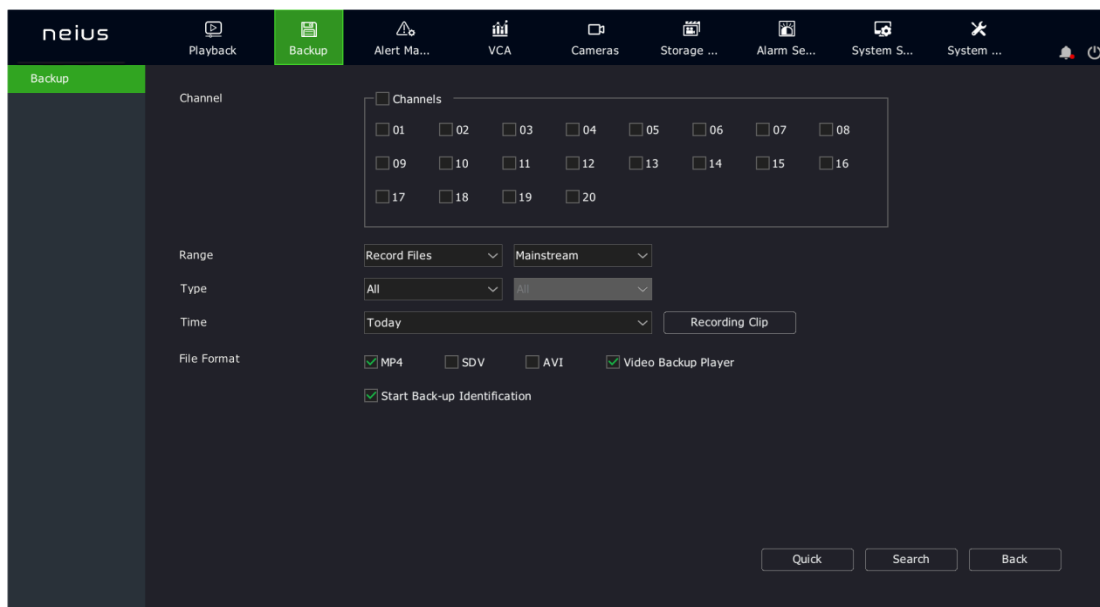 neius
Playback Backup Alert Ma... VCA Cameras Storage ... Alarm Se... System S... System ...
Backup
Channel
Channels
01 02 03 04 05 06 07 08
09 10 11 12 13 14 15 16
17 18 19 20
Range Record Files Mainstream
Type All All
Time Today Recording Clip
File Format MP4 SDV AVI Video Backup Player
Start Back-up Identification
Quick Search Back